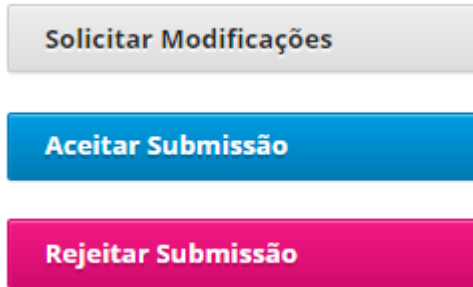 Solicitar Modificações
Aceitar Submissão
Rejeitar Submissão